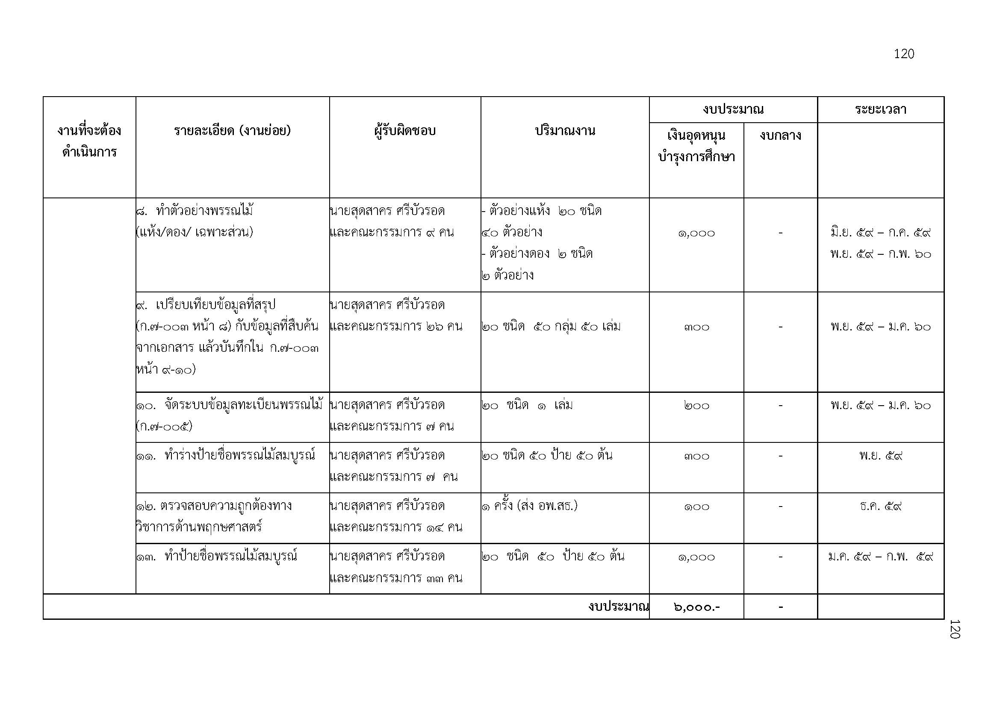 120
งบประมาณ ระยะเวลา
งานที่จะต้อง รายละเอียด (งานย่อย) ผู้รับผิดชอบ ปริมาณงาน
ดำเนินการ
เงินอุดหนุน งบกลาง
บำรุงการศึกษา
๘. ทำตัวอย่างพรรณไม้ นายสุดสาคร ศรีบัวรอด - ตัวอย่างแห้ง ๒๐ ชนิด
(แห้ง/ดอง/ เฉพาะส่วน) และคณะกรรมการ ๙ คน ๔๐ ตัวอย่าง ๑,๐๐๐ - มิ.ย. ๕๙ – ก.ค. ๕๙
- ตัวอย่างดอง ๒ ชนิด พ.ย. ๕๙ – ก.พ. ๖๐
๒ ตัวอย่าง
๙. เปรียบเทียบข้อมูลที่สรุป นายสุดสาคร ศรีบัวรอด
(ก.๗-๐๐๓ หน้า ๘) กับข้อมูลที่สืบค้น และคณะกรรมการ ๒๖ คน ๒๐ ชนิด ๕๐ กลุ่ม ๕๐ เล่ม ๓๐๐ - พ.ย. ๕๙ – ม.ค. ๖๐
จากเอกสาร แล้วบันทึกใน ก.๗-๐๐๓
หน้า ๙-๑๐)
๑๐. จัดระบบข้อมูลทะเบียนพรรณไม้ นายสุดสาคร ศรีบัวรอด ๒๐ ชนิด ๑ เล่ม ๒๐๐ - พ.ย. ๕๙ – ม.ค. ๖๐
(ก.๗-๐๐๕) และคณะกรรมการ ๗ คน
๑๑. ทำร่างป้ายชื่อพรรณไม้สมบูรณ์ นายสุดสาคร ศรีบัวรอด ๒๐ ชนิด ๕๐ ป้าย ๕๐ ต้น ๓๐๐ - พ.ย. ๕๙
และคณะกรรมการ ๗ คน
๑๒. ตรวจสอบความถูกต้องทาง นายสุดสาคร ศรีบัวรอด ๑ ครั้ง (ส่ง อพ.สธ.) ๑๐๐ - ธ.ค. ๕๙
วิชาการด้านพฤกษศาสตร์ และคณะกรรมการ ๑๔ คน
๑๓. ทำป้ายชื่อพรรณไม้สมบูรณ์ นายสุดสาคร ศรีบัวรอด ๒๐ ชนิด ๕๐ ป้าย ๕๐ ต้น ๑,๐๐๐ - ม.ค. ๕๙ – ก.พ. ๕๙
และคณะกรรมการ ๓๓ คน
งบประมาณ ๖,๐๐๐.- -
120